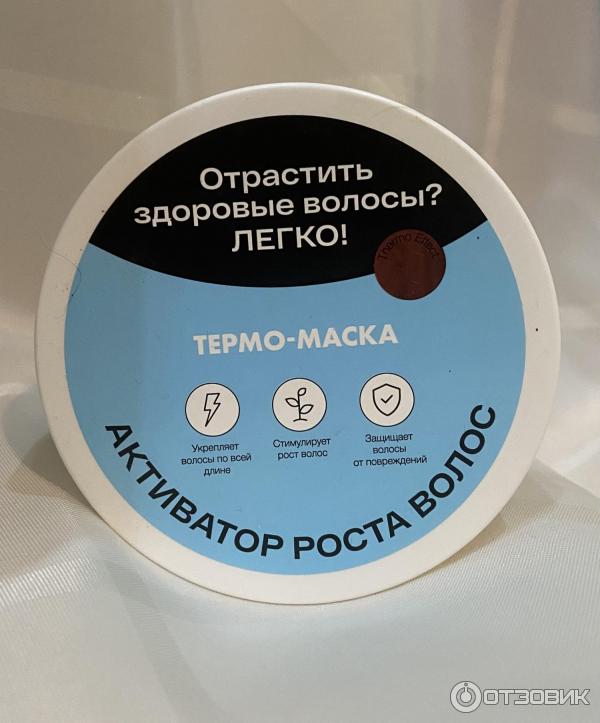 Отрастить
здоровые волосы?
ЛЕГКО!
Thermo Effect
ТЕРМО-МАСКА
Укрепляет
волосы по всей
длине
Стимулирует
рост волос
Защищает
волосы
от повреждений
АКТИВАТОР РОСТА ВОЛОС
ОТЗОВИК